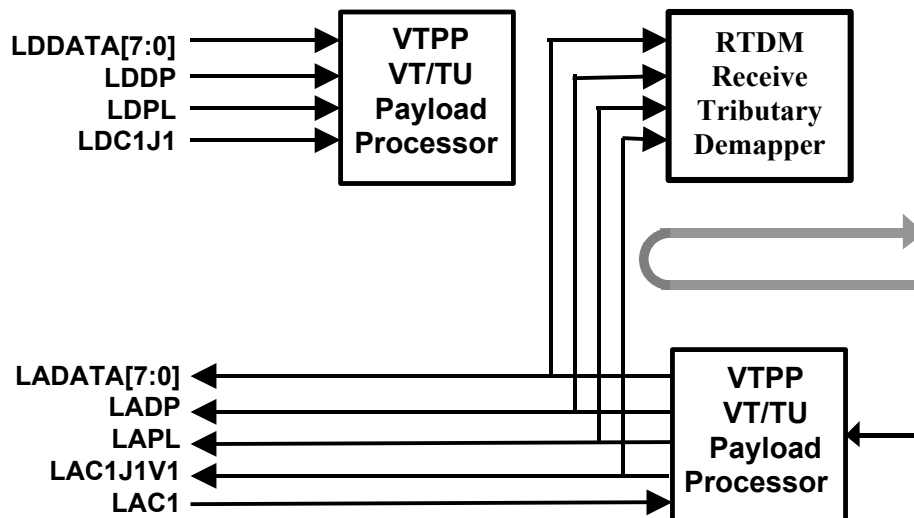 LDDATA[7:0]
LDDP
LDPL
LDC1J1
VTPP
VT/TU
Payload
Processor
RTDM
Receive
Tributary
Demapper
LADATA[7:0]
LADP
LAPL
LAC1J1V1
LAC1
VTPP
VT/TU
Payload
Processor